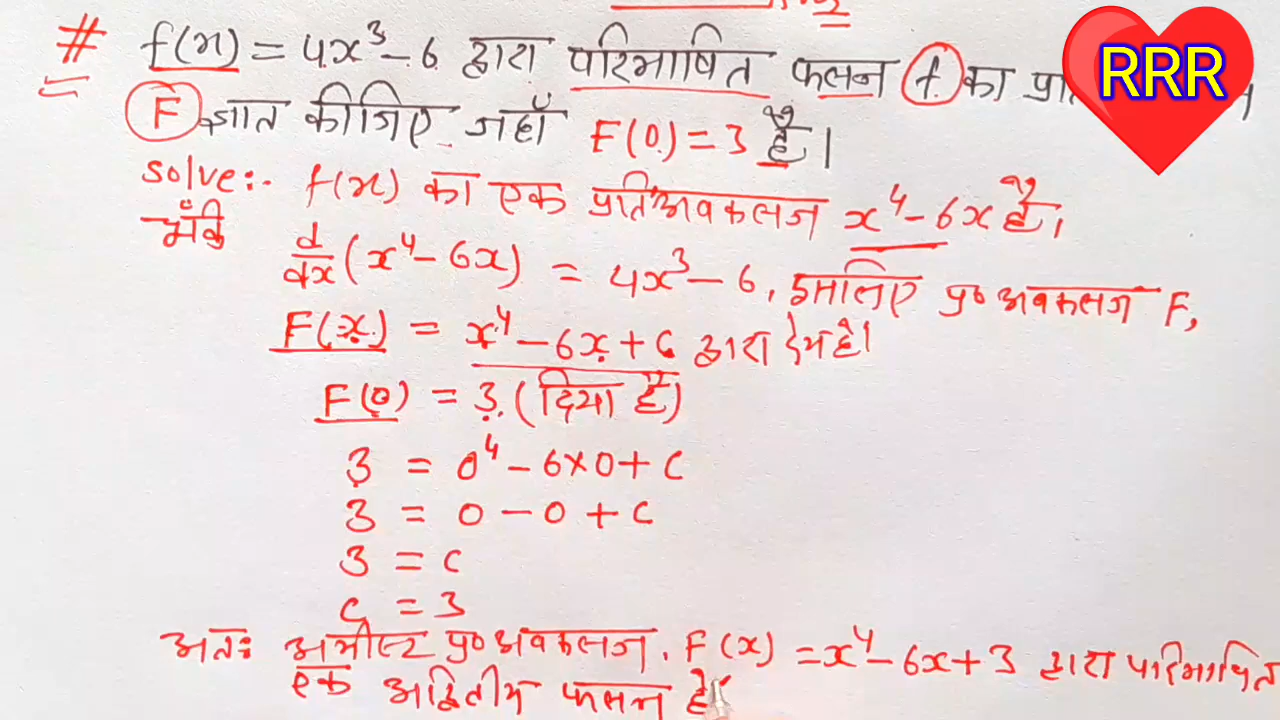 # f(x) = 4x³ – 6 द्वारा परिभाषित फलन f का
RRR
F ज्ञात कीजिए जहाँ F(0) = 3 है।
Solve:- f(x) का एक प्रतिअवकलज x⁴ – 6x है।
चूँकि d/dx (x⁴ – 6x) = 4x³ – 6, इसलिए प्र० अवकलज F,
F(x) = x⁴ – 6x + C द्वारा देय है।
F(0) = 3 (दिया है)
3 = 0⁴ – 6×0 + C
3 = 0 – 0 + C
3 = C
C = 3
अतः अभीस्ट प्र० अवकलज, F(x) = x⁴ – 6x + 3 द्वारा परिभाषित
एक अद्वितीय फलन है